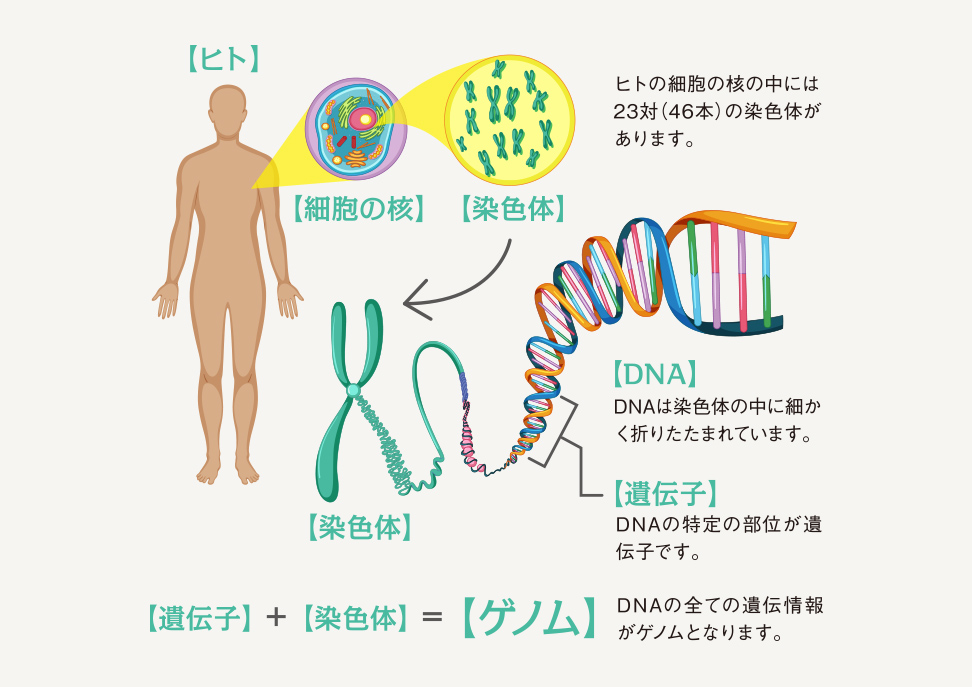 【ヒト】
ヒトの細胞の核の中には
23対（46本）の染色体が
あります。
【細胞の核】
【染色体】
【DNA】
DNAは染色体の中に細か
く折りたたまれています。
【遺伝子】
DNAの特定の部位が遺
伝子です。
【染色体】
【遺伝子】+【染色体】=【ゲノム】
DNAの全ての遺伝情報
がゲノムとなります。